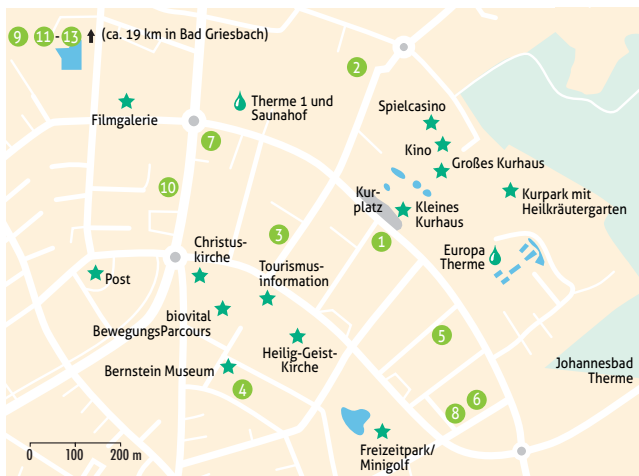 9 11 - 13 (ca. 19 km in Bad Griesbach)
2
Spielcasino
Therme 1 und
Saunahof
Filmgalerie
7
Kino
Großes Kurhaus
10
Kur-
platz
Kleines
Kurhaus
Kurpark mit
Heilkräutergarten
3
1
Christus-
kirche
Europa
Therme
Post
Tourismus-
information
biovital
BewegungsParcours
5
Heilig-Geist-
Kirche
Johannesbad
Therme
Bernstein Museum
4
6
8
Freizeitpark/
Minigolf
0 100 200 m